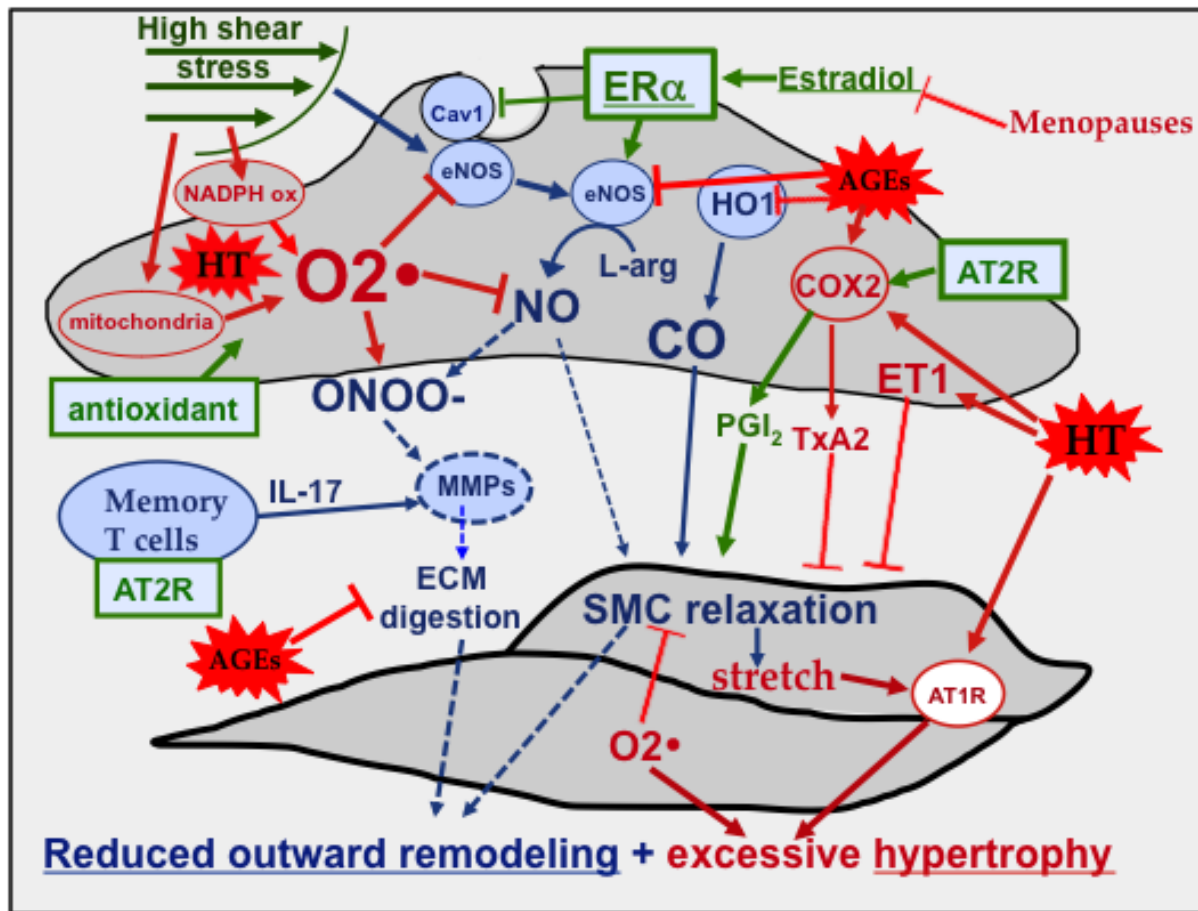 High shear
stress
ERα
Estradiol
Menopauses
Cav1
eNOS
eNOS
AGEs
HO1
NADPH ox
HT
O2•
L-arg
AT2R
COX2
mitochondria
NO
CO
ET1
antioxidant
ONOO-
PGI2
TxA2
HT
Memory
T cells
IL-17
MMPs
AT2R
ECM
digestion
AGEs
SMC relaxation
stretch
AT1R
O2•
Reduced outward remodeling + excessive hypertrophy